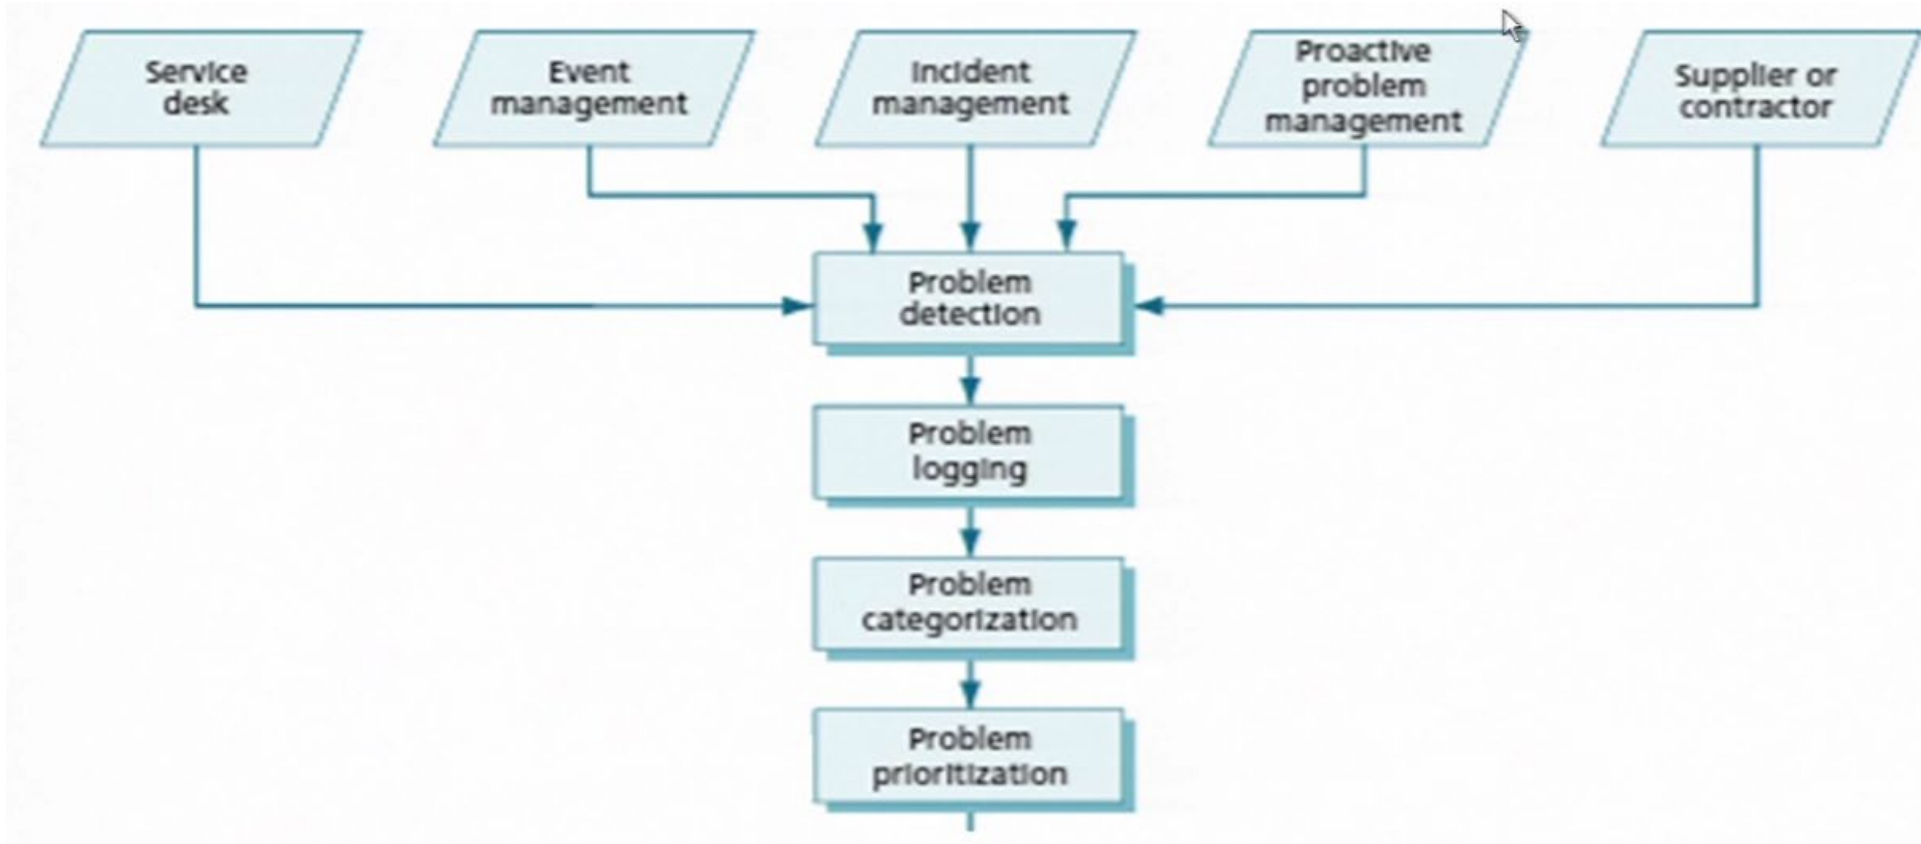 Service
desk
Event
management
Incident
management
Proactive
problem
management
Supplier or
contractor
Problem
detection
Problem
logging
Problem
categorization
Problem
prioritization